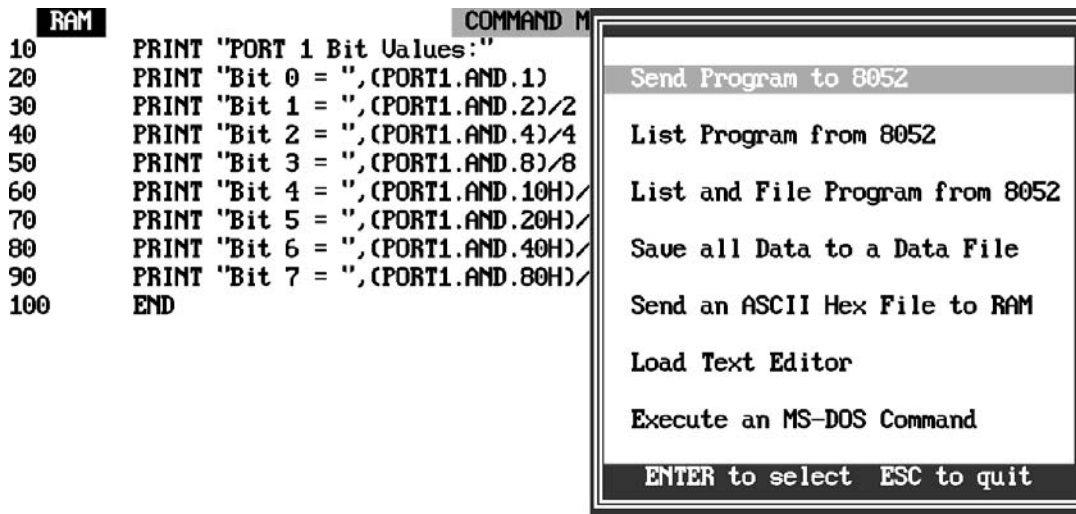 RAM COMMAND M
10 PRINT "PORT 1 Bit Values:"
20 PRINT "Bit 0 = ",(PORT1.AND.1)
30 PRINT "Bit 1 = ",(PORT1.AND.2)/2
40 PRINT "Bit 2 = ",(PORT1.AND.4)/4
50 PRINT "Bit 3 = ",(PORT1.AND.8)/8
60 PRINT "Bit 4 = ",(PORT1.AND.10H)/
70 PRINT "Bit 5 = ",(PORT1.AND.20H)/
80 PRINT "Bit 6 = ",(PORT1.AND.40H)/
90 PRINT "Bit 7 = ",(PORT1.AND.80H)/
100 END
Send Program to 8052
List Program from 8052
List and File Program from 8052
Save all Data to a Data File
Send an ASCII Hex File to RAM
Load Text Editor
Execute an MS-DOS Command
ENTER to select ESC to quit